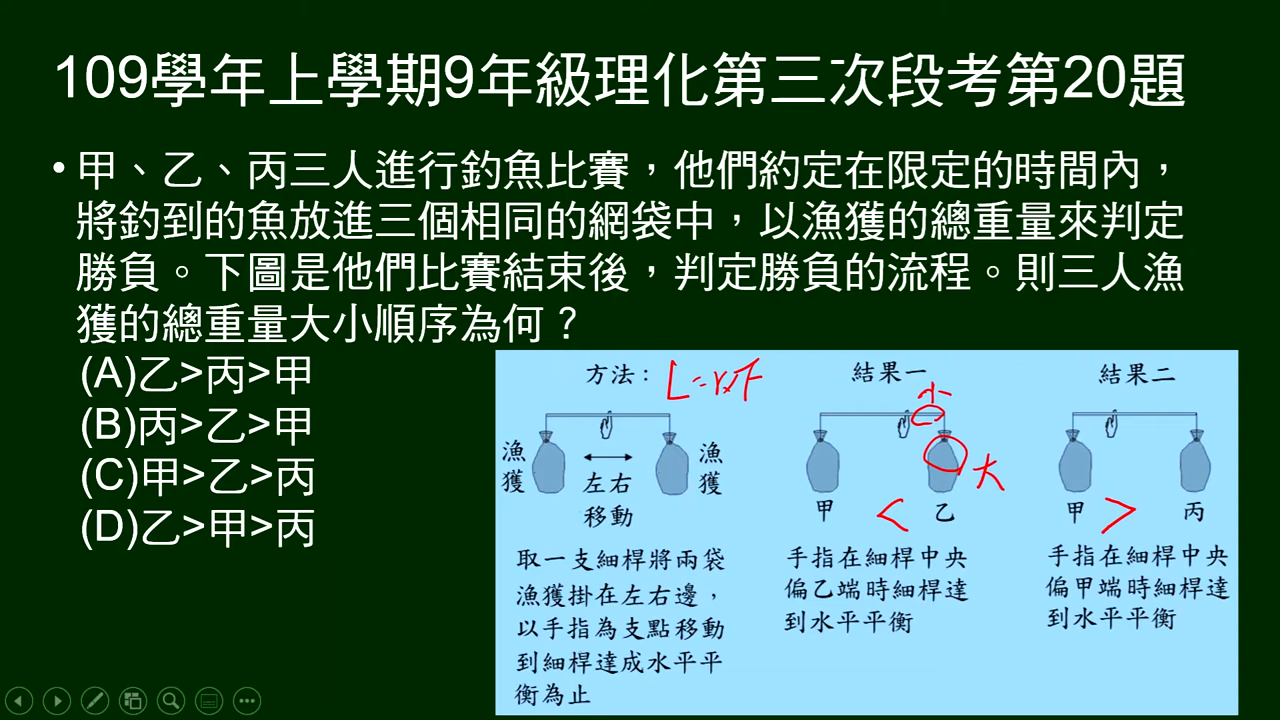 109學年上學期9年級理化第三次段考第20題
• 甲、乙、丙三人進行釣魚比賽，他們約定在限定的時間內，
將釣到的魚放進三個相同的網袋中，以漁獲的總重量來判定
勝負。下圖是他們比賽結束後，判定勝負的流程。則三人漁
獲的總重量大小順序為何？
(A)乙>丙>甲
(B)丙>乙>甲
(C)甲>乙>丙
(D)乙>甲>丙
方法：
L=r×F
漁獲
左右
移動
漁獲
取一支細桿將兩袋
漁獲掛在左右邊，
以手指為支點移動
到細桿達成水平平
衡為止
結果一
小
大
甲 < 乙
手指在細桿中央
偏乙端時細桿達
到水平平衡
結果二
甲 > 丙
手指在細桿中央
偏甲端時細桿達
到水平平衡